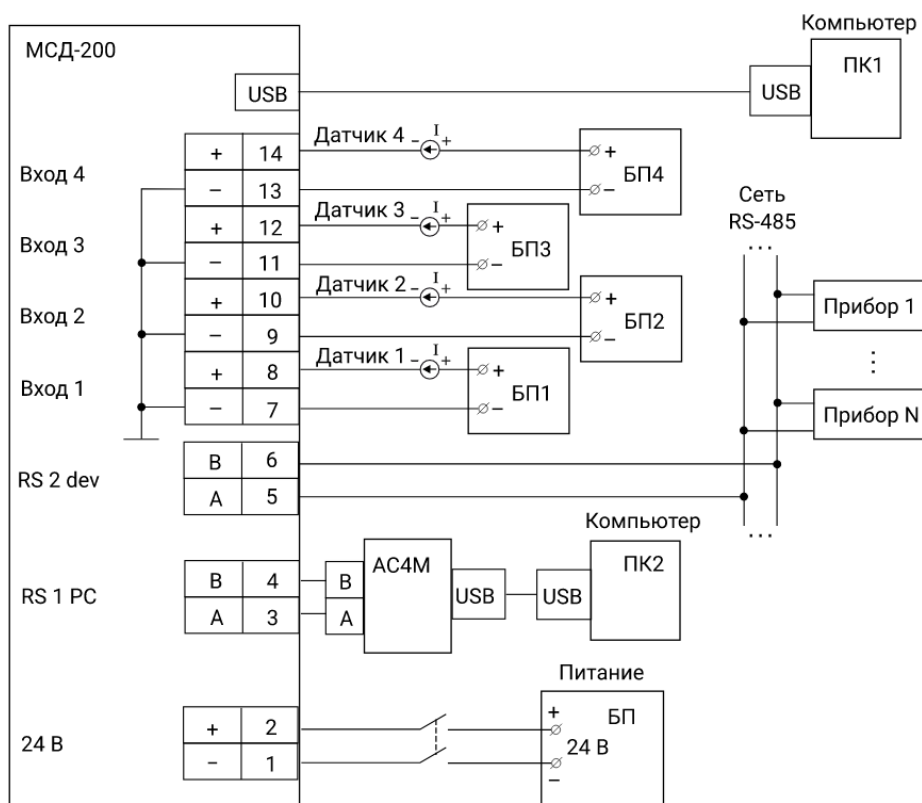 Компьютер
МСД-200
ПК1
USB
USB
Датчик 4
- I +
+ 14
+
БП4
Вход 4
− 13
−
Сеть
RS-485
...
Датчик 3
- I +
+ 12
+
БП3
Вход 3
− 11
−
Датчик 2
- I +
+ 10
+
БП2
Прибор 1
Вход 2
− 9
−
...
Датчик 1
- I +
+ 8
+
БП1
Вход 1
− 7
−
Прибор N
B 6
RS 2 dev
A 5
...
Компьютер
АС4М
ПК2
B 4
B
RS 1 PC
USB
USB
A 3
A
Питание
+ 2
+
БП
24 В
24 В
− 1
−